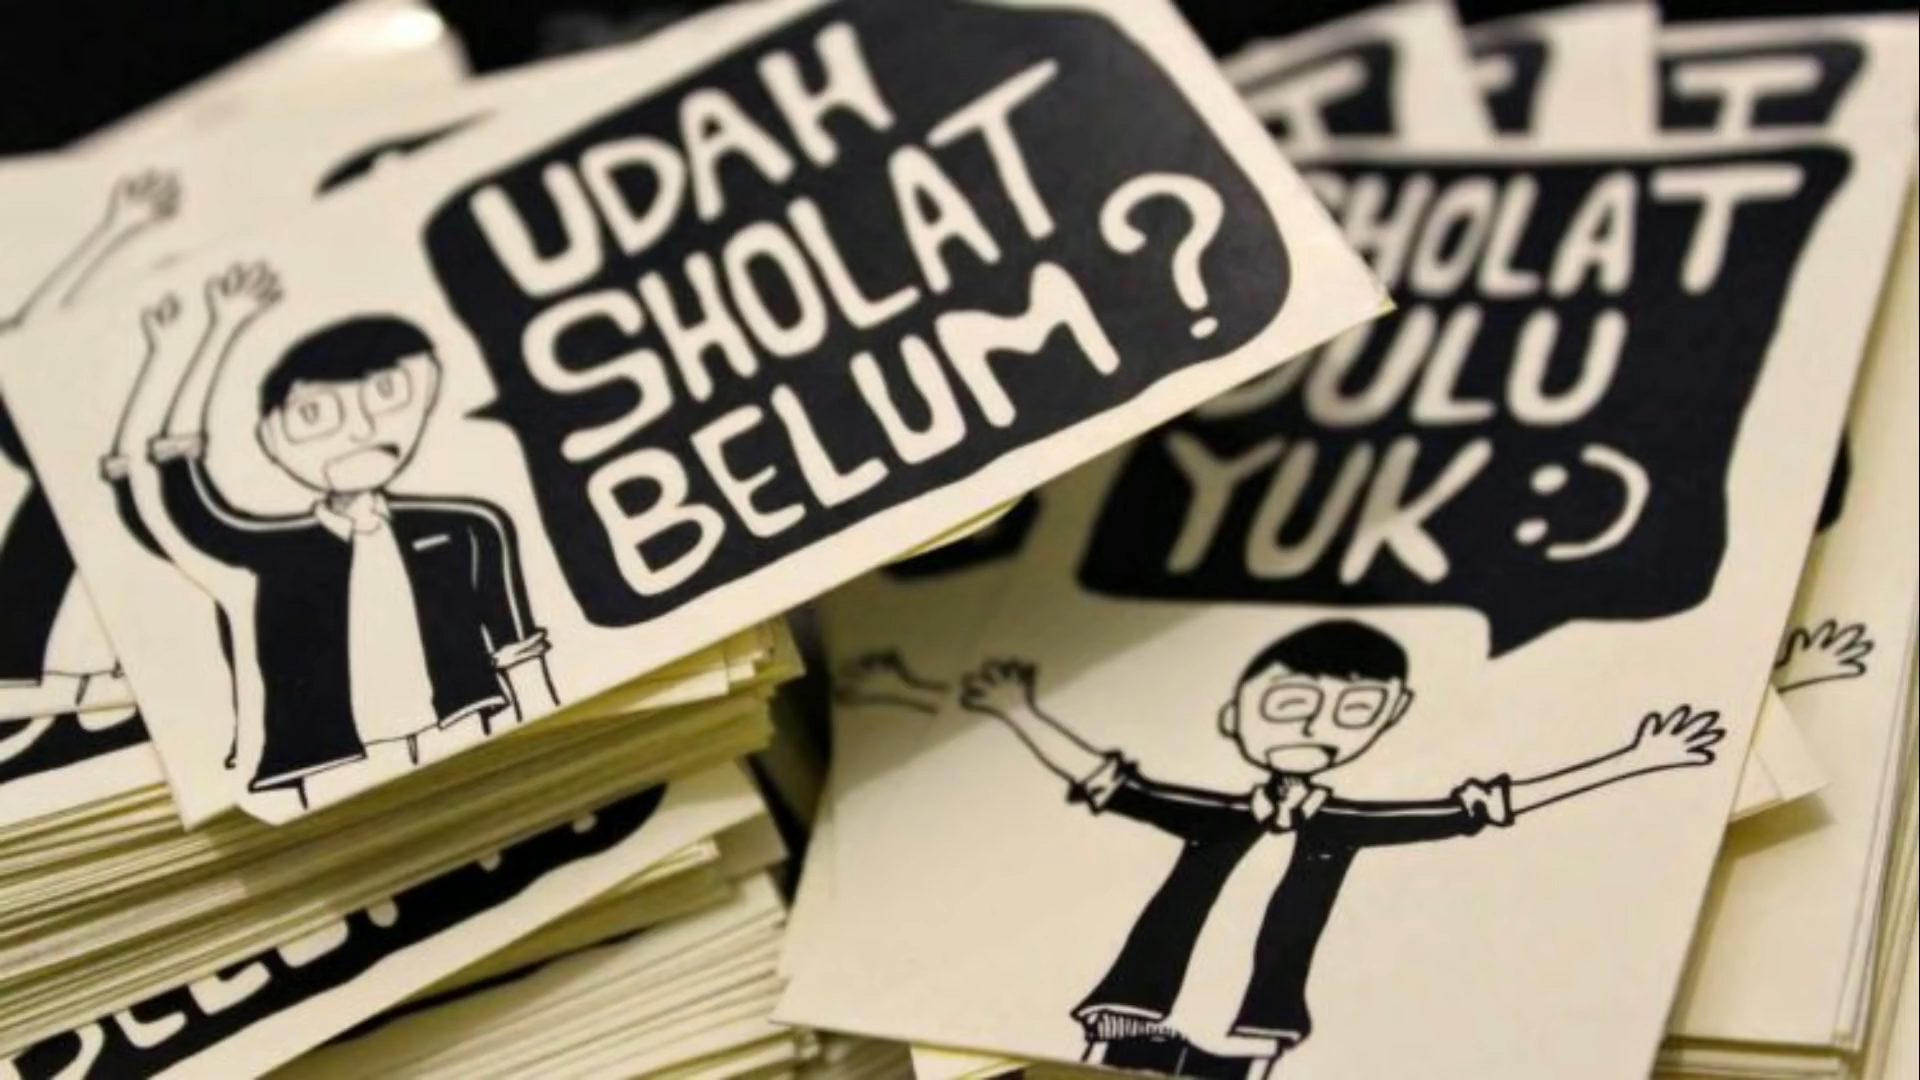 UDAH
SHOLAT
BELUM?
SHOLAT
DULU
YUK :)